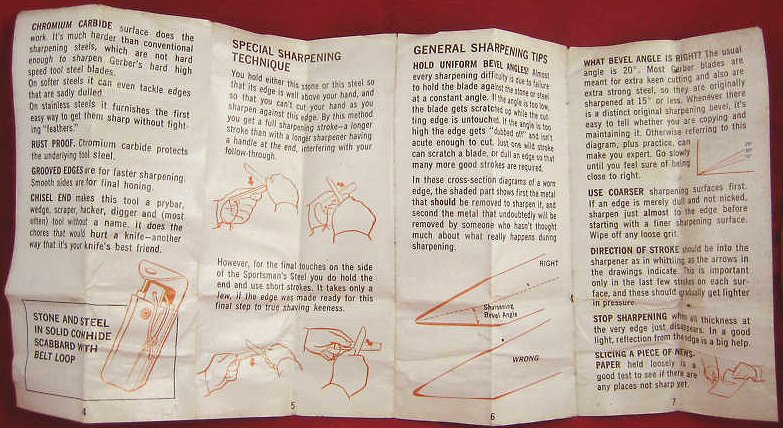 CHROMIUM CARBIDE surface does the
work. It's much harder than conventional
sharpening steels, which are not hard
enough to sharpen Gerber's hard high
speed tool steel blades.
On softer steels it can even tackle edges
that are sadly dulled.
On stainless steels it furnishes the first
easy way to get them sharp without fight-
ing "feathers."
RUST PROOF. Chromium carbide protects
the underlying tool steel.
GROOVED EDGES are for faster sharpening.
Smooth sides are for final honing.
CHISEL END makes this tool a prybar,
wedge, scraper, hacker, digger and (most
often) tool without a name. It does the
chores that would hurt a knife—another
way that it's your knife's best friend.
STONE AND STEEL
IN SOLID COWHIDE
SCABBARD WITH
BELT LOOP
4
SPECIAL SHARPENING
TECHNIQUE
You hold either this stone or this steel so
that its edge is well above your hand, and
so that you can't cut your hand as you
sharpen against this edge. By this method
you get a full sharpening stroke—a longer
stroke than with a longer sharpener having
a handle at the end, interfering with your
follow-through.
However, for the final touches on the side
of the Sportsman's Steel you do hold the
end and use short strokes. It takes only a
few, if the edge was made ready for this
final step to true shaving keeness.
5
GENERAL SHARPENING TIPS
HOLD UNIFORM BEVEL ANGLES! Almost
every sharpening difficulty is due to failure
to hold the blade against the stone or steel
at a constant angle. If the angle is too low,
the blade gets scratched up while the cut-
ting edge is untouched. If the angle is too
high the edge gets "dubbed off" and isn't
acute enough to cut. Just one wild stroke
can scratch a blade, or dull an edge so that
many more good strokes are required.
In these cross-section diagrams of a worn
edge, the shaded part shows first the metal
that should be removed to sharpen it, and
second the metal that undoubtedly will be
removed by someone who hasn't thought
much about what really happens during
sharpening.
RIGHT
Sharpening
Bevel Angle
WRONG
6
WHAT BEVEL ANGLE IS RIGHT? The usual
angle is 20°. Most Gerber blades are
meant for extra keen cutting and also are
extra strong steel, so they are originally
sharpened at 15° or less. Whenever there
is a distinct original sharpening bevel, it's
easy to tell whether you are copying and
maintaining it. Otherwise referring to this
diagram, plus practice, can
make you expert. Go slowly
until you feel sure of being
close to right.
USE COARSER sharpening surfaces first.
If an edge is merely dull and not nicked,
sharpen just almost to the edge before
starting with a finer sharpening surface.
Wipe off any loose grit.
DIRECTION OF STROKE should be into the
sharpener as in whittling, as the arrows in
the drawings indicate. This is important
only in the last few strokes on each sur-
face, and these should gradually get lighter
in pressure.
STOP SHARPENING when all thickness at
the very edge just disappears. In a good
light, reflection from the edge is a big help.
SLICING A PIECE OF NEWS-
PAPER held loosely is a
good test to see if there are
any places not sharp yet.
7